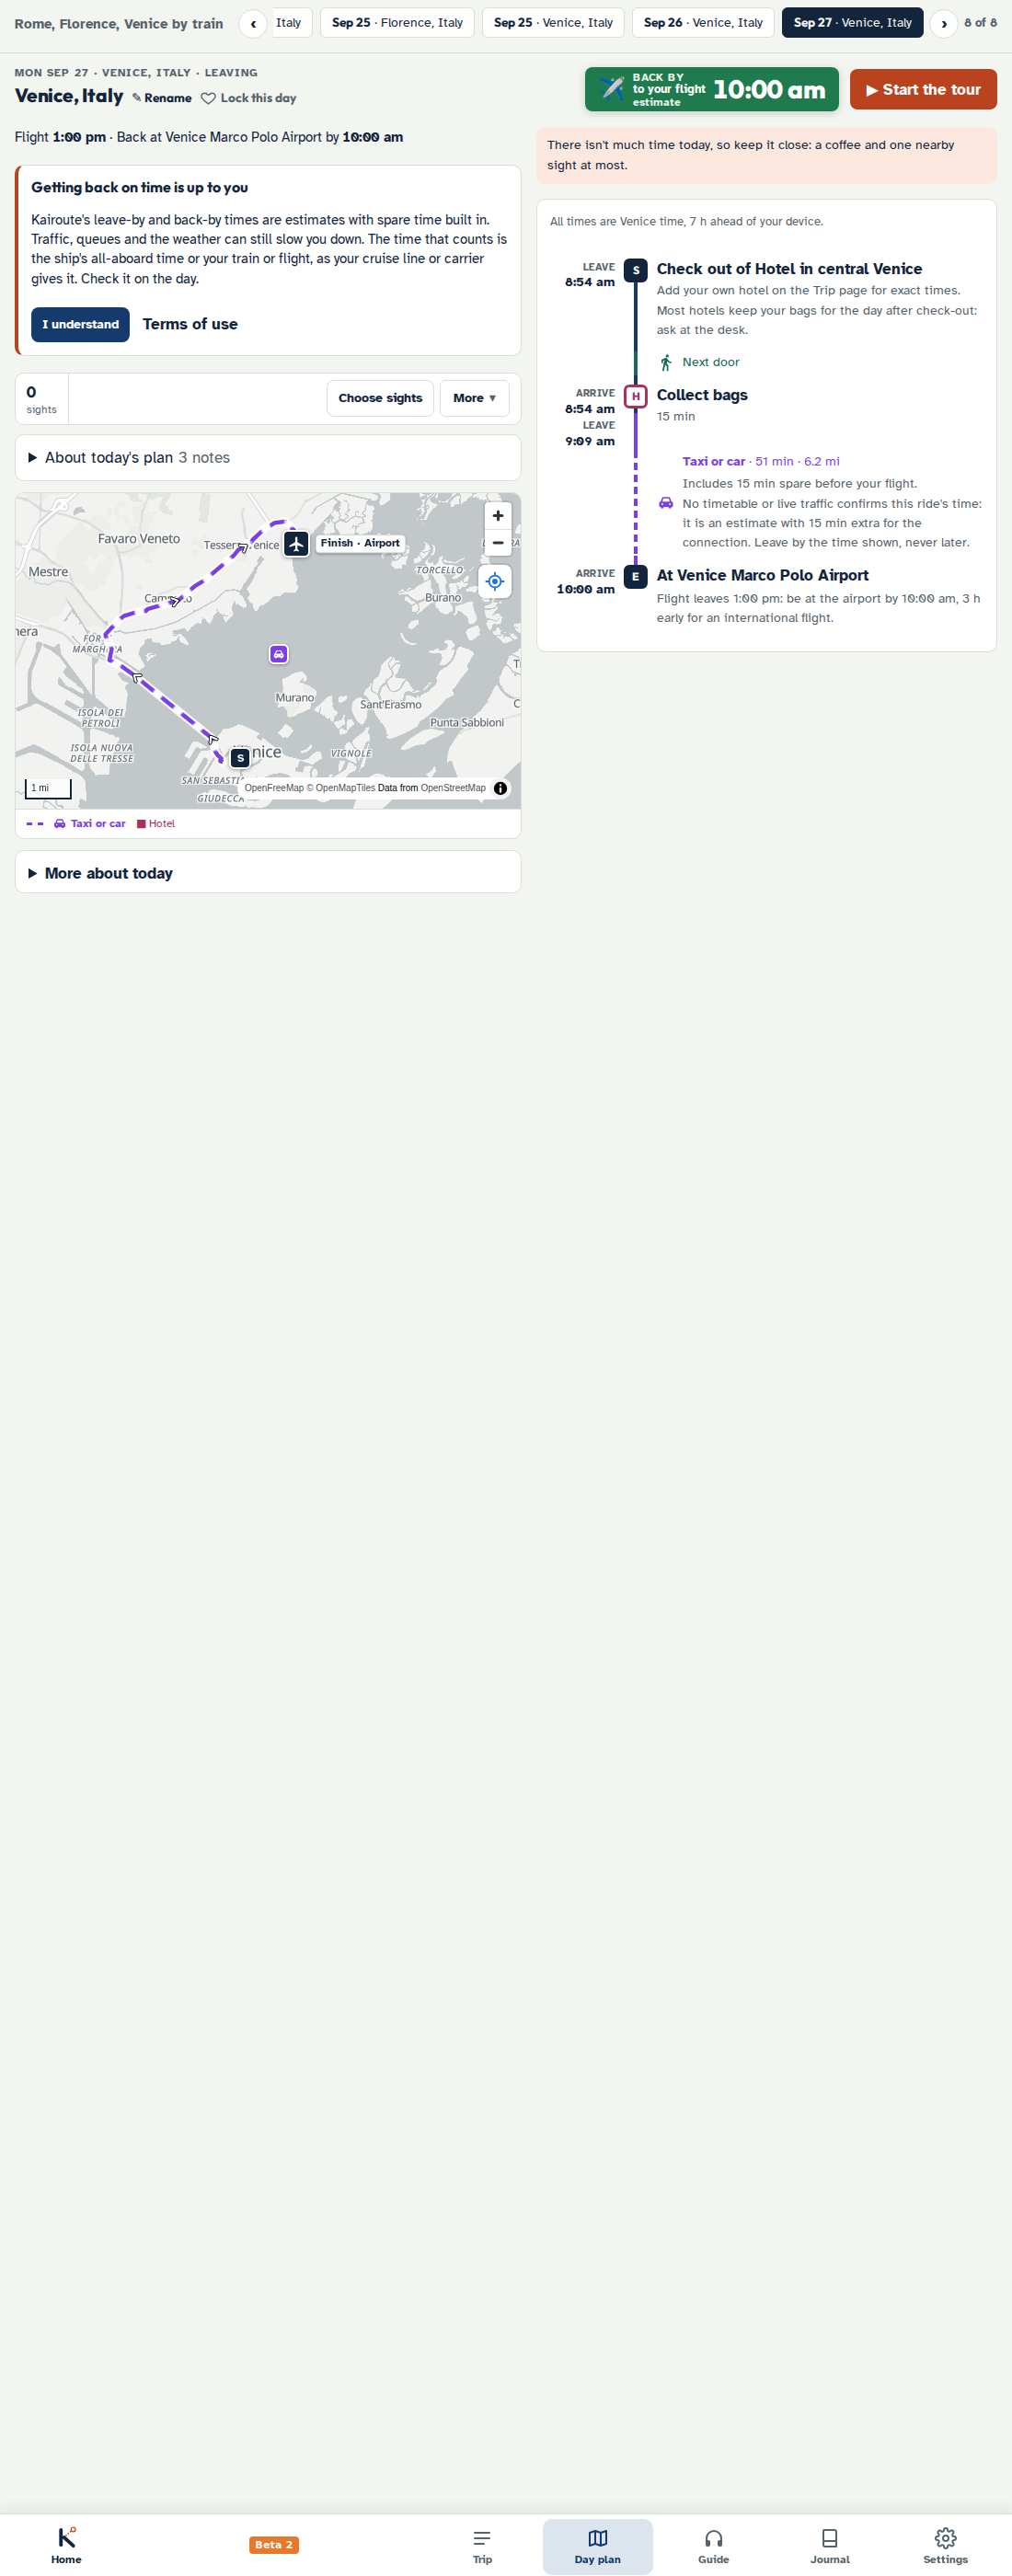 Rome, Florence, Venice by train
‹
Italy
Sep 25 · Florence, Italy
Sep 25 · Venice, Italy
Sep 26 · Venice, Italy
Sep 27 · Venice, Italy
›
8 of 8
MON SEP 27 · VENICE, ITALY · LEAVING
Venice, Italy
✎ Rename
Lock this day
BACK BY
to your flight
estimate
10:00 am
▶ Start the tour
Flight 1:00 pm · Back at Venice Marco Polo Airport by 10:00 am
Getting back on time is up to you
Kairoute's leave-by and back-by times are estimates with spare time built in.
Traffic, queues and the weather can still slow you down. The time that counts is
the ship's all-aboard time or your train or flight, as your cruise line or carrier
gives it. Check it on the day.
I understand
Terms of use
0
sights
Choose sights
More ▼
▶ About today's plan 3 notes
Favaro Veneto
Mestre
Finish · Airport
TORCELLO
Burano
MARGHERA
Murano
Sant'Erasmo
Punta Sabbioni
ISOLA DEI
PETROLI
ISOLA NUOVA
DELLE TRESSE
S
VIGNOLE
GIUDECCA
+
−
1 mi
OpenFreeMap © OpenMapTiles Data from OpenStreetMap
Taxi or car
Hotel
▶ More about today
There isn't much time today, so keep it close: a coffee and one nearby
sight at most.
All times are Venice time, 7 h ahead of your device.
LEAVE
8:54 am
S
Check out of Hotel in central Venice
Add your own hotel on the Trip page for exact times.
Most hotels keep your bags for the day after check-out:
ask at the desk.
Next door
ARRIVE
8:54 am
LEAVE
9:09 am
H
Collect bags
15 min
Taxi or car · 51 min · 6.2 mi
Includes 15 min spare before your flight.
No timetable or live traffic confirms this ride's time:
it is an estimate with 15 min extra for the
connection. Leave by the time shown, never later.
ARRIVE
10:00 am
E
At Venice Marco Polo Airport
Flight leaves 1:00 pm: be at the airport by 10:00 am, 3 h
early for an international flight.
Home
Beta 2
Trip
Day plan
Guide
Journal
Settings